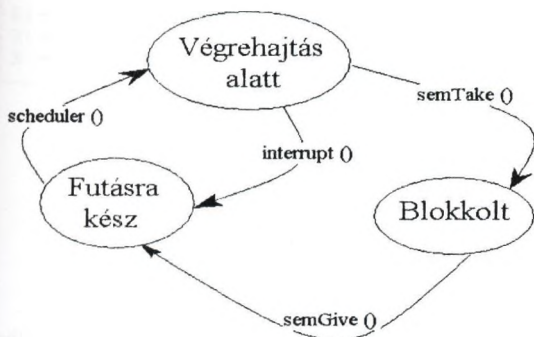 Végrehajtás
alatt
scheduler ()
semTake ()
interrupt ()
Futásra
kész
Blokkolt
semGive ()